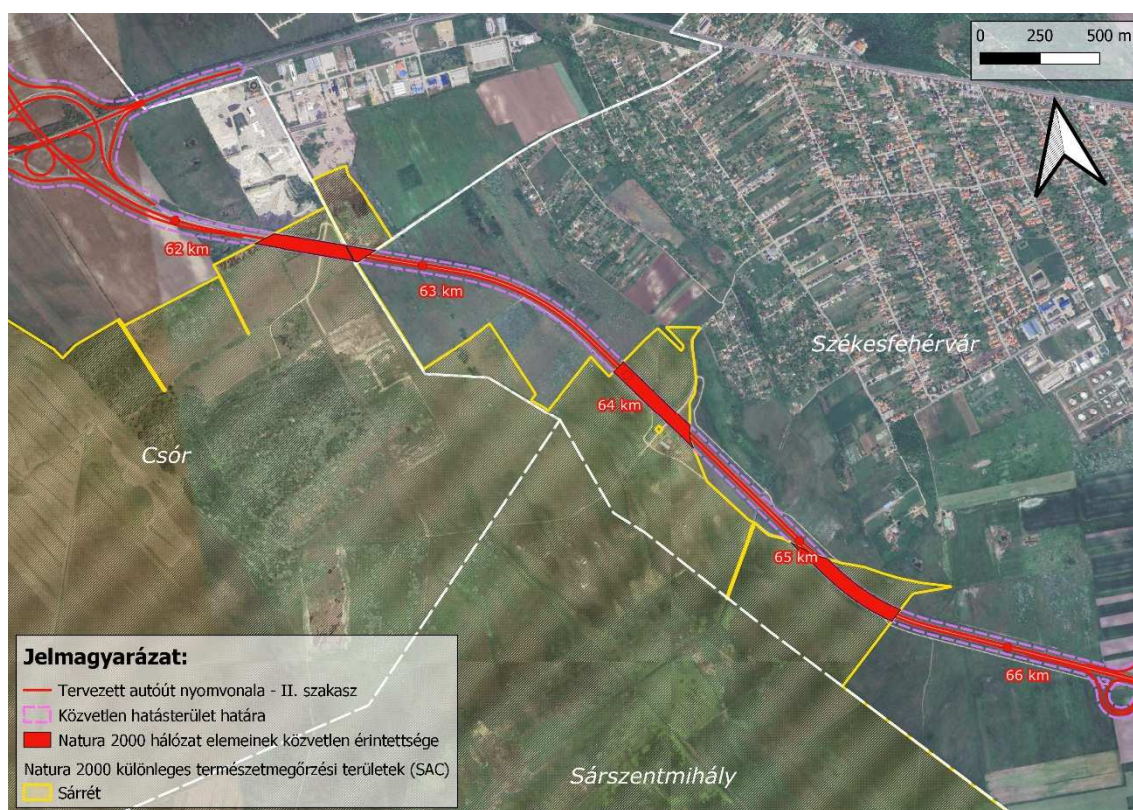 0 250 500 m
62 km
63 km
Székesfehérvár
64 km
Csór
65 km
66 km
Sárszentmihály
Jelmagyarázat:
Tervezett autóút nyomvonala - II. szakasz
Közvetlen hatásterület határa
Natura 2000 hálózat elemeinek közvetlen érintettsége
Natura 2000 különleges természetmegőrzési területek (SAC)
Sárrét